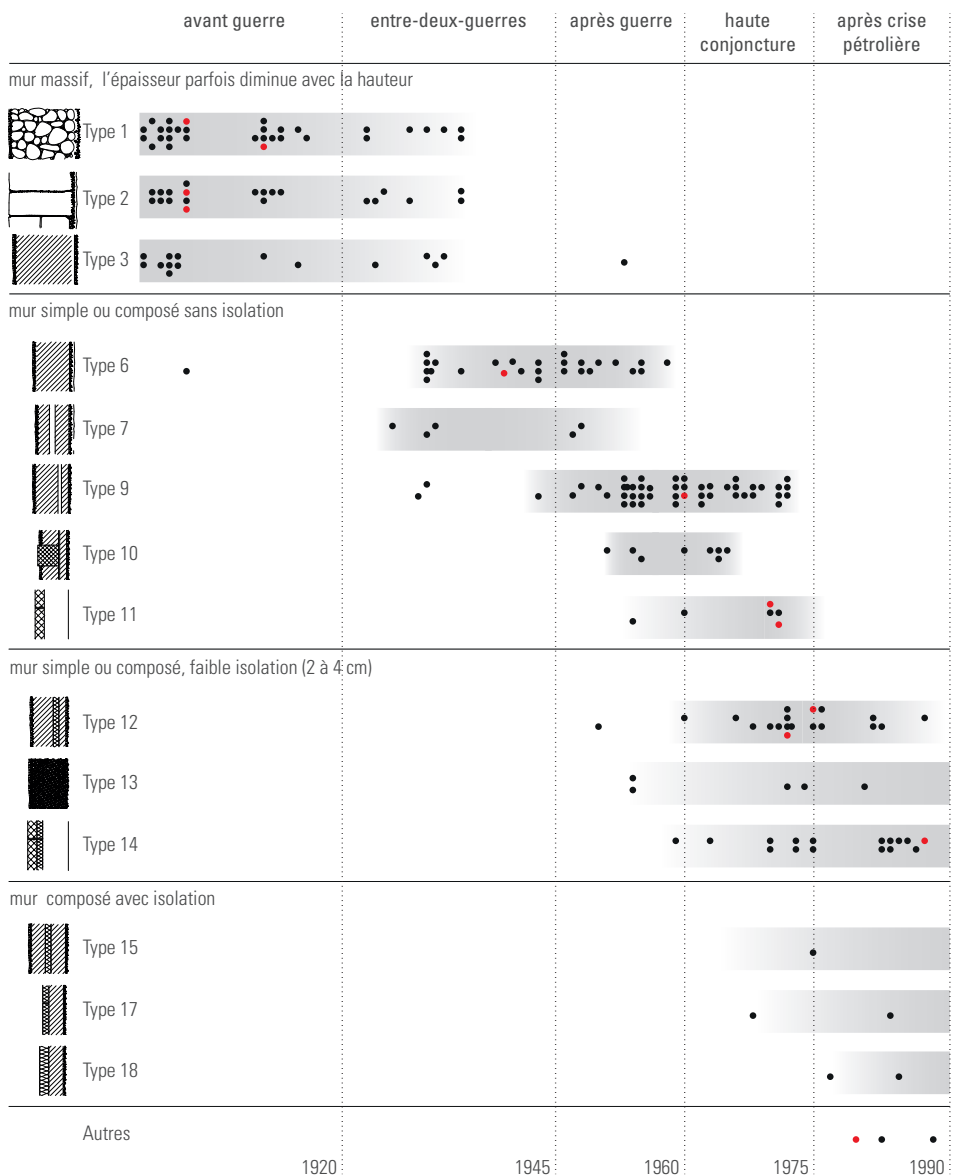 avant guerre entre-deux-guerres après guerre haute conjoncture après crise pétrolière
mur massif, l'épaisseur parfois diminue avec la hauteur
Type 1
Type 2
Type 3
mur simple ou composé sans isolation
Type 6
Type 7
Type 9
Type 10
Type 11
mur simple ou composé, faible isolation (2 à 4 cm)
Type 12
Type 13
Type 14
mur composé avec isolation
Type 15
Type 17
Type 18
Autres
1920 1945 1960 1975 1990